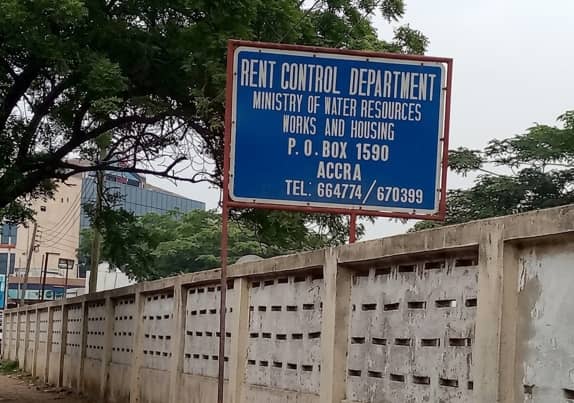 RENT CONTROL DEPARTMENT
MINISTRY OF WATER RESOURCES
WORKS AND HOUSING
P.O.BOX 1590
ACCRA
TEL: 664774/670399